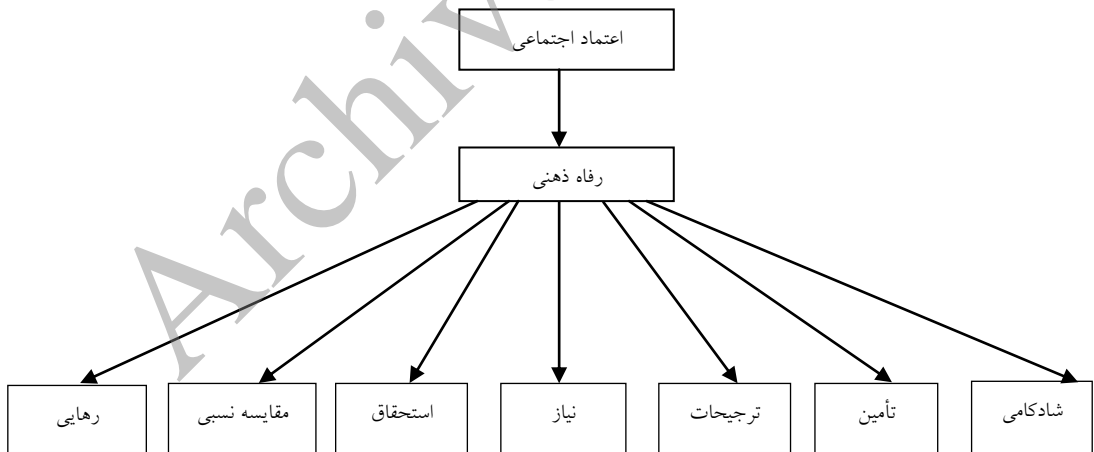 اعتماد اجتماعی
رفاه ذهنی
شادکامی
تأمین
ترجیحات
نیاز
استحقاق
مقایسه نسبی
رهایی
Archiv